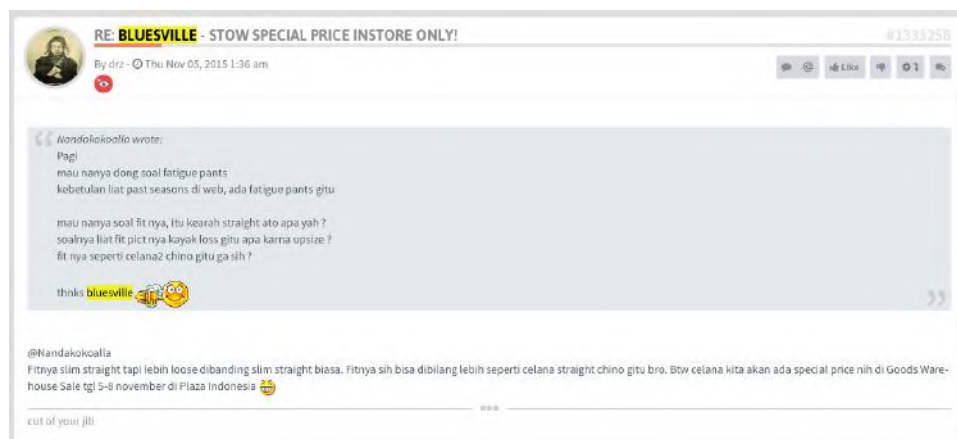 RE: BLUESVILLE - STOW SPECIAL PRICE INSTORE ONLY!
#1333258
By drz - Thu Nov 05, 2015 1:36 am
Like
1
Nandakokoalla wrote:
Pagi
mau nanya dong soal fatigue pants
kebetulan liat past seasons di web, ada fatigue pants gitu
mau nanya soal fit nya, itu kearah straight ato apa yah ?
soalnya liat fit pict nya kayak loss gitu apa karna upsize ?
fit nya seperti celana2 chino gitu ga sih ?
thnks bluesville
@Nandakokoalla
Fitnya slim straight tapi lebih loose dibanding slim straight biasa. Fitnya sih bisa dibilang lebih seperti celana straight chino gitu bro. Btw celana kita akan ada special price nih di Goods Ware-
house Sale tgl 5-8 november di Plaza Indonesia
cut of your jib